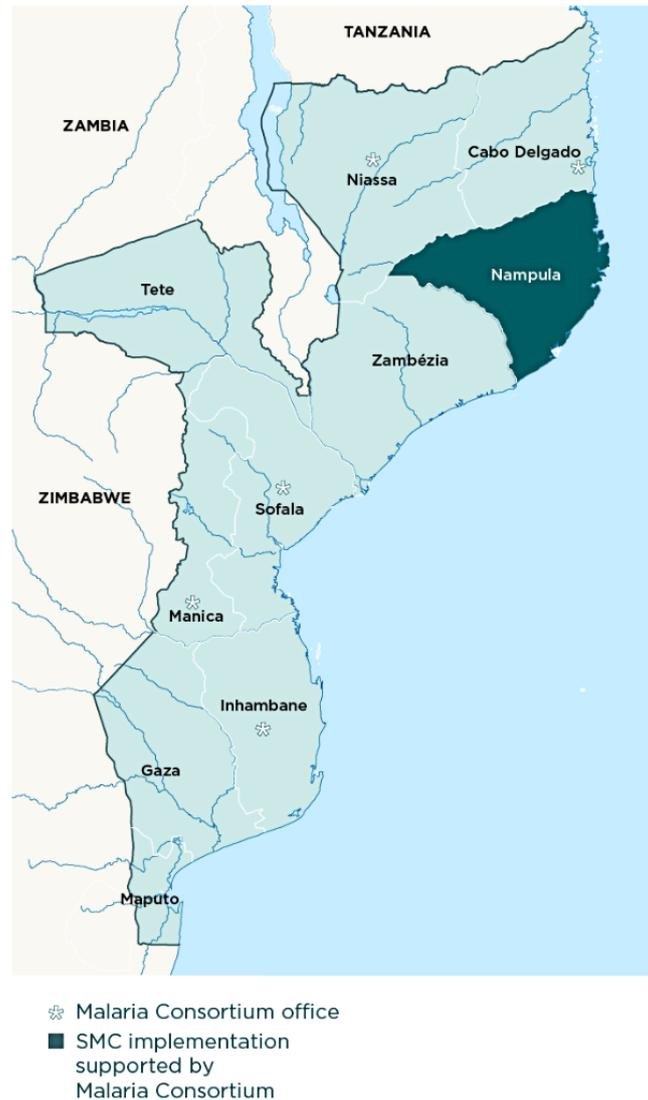 TANZANIA
ZAMBIA
Cabo Delgado
Niassa
Nampula
Tete
Zambézia
ZIMBABWE
Sofala
Manica
Inhambane
Gaza
Maputo
Malaria Consortium office
SMC implementation
supported by
Malaria Consortium